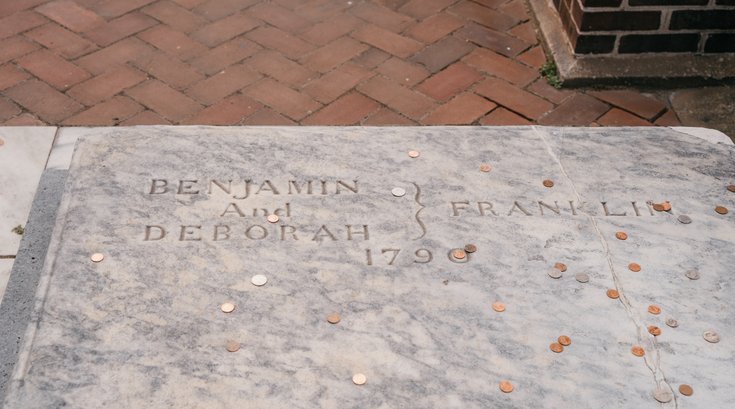 BENJAMIN
And
DEBORAH
FRANKLIN
1790